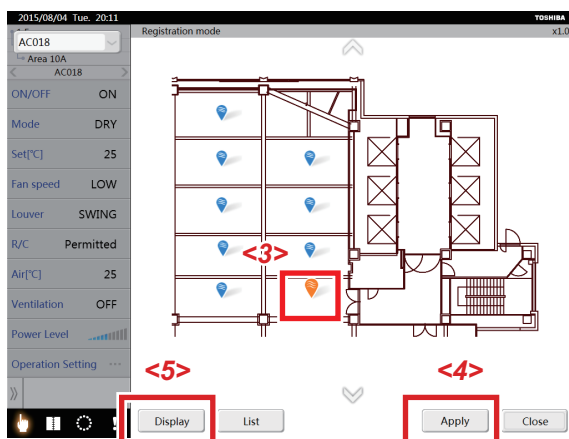 2015/08/04 Tue. 20:11
TOSHIBA
Registration mode
x1.0
AC018
Area 10A
AC018
ON/OFF ON
Mode DRY
Set[℃] 25
Fan speed LOW
Louver SWING
R/C Permitted
Air[℃] 25
Ventilation OFF
Power Level
Operation Setting ...
<3>
<5>
<4>
Display
List
Apply
Close